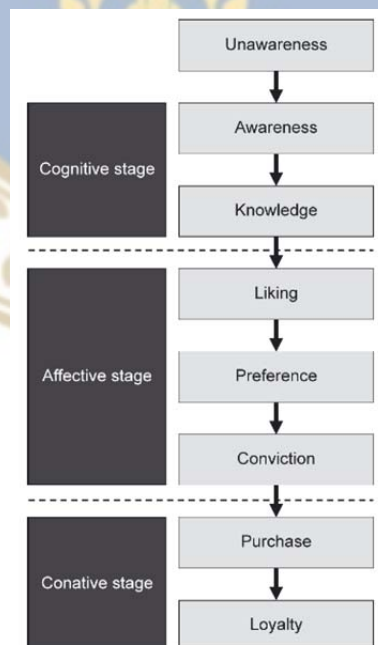 Unawareness
Cognitive stage
Awareness
Knowledge
Affective stage
Liking
Preference
Conviction
Conative stage
Purchase
Loyalty